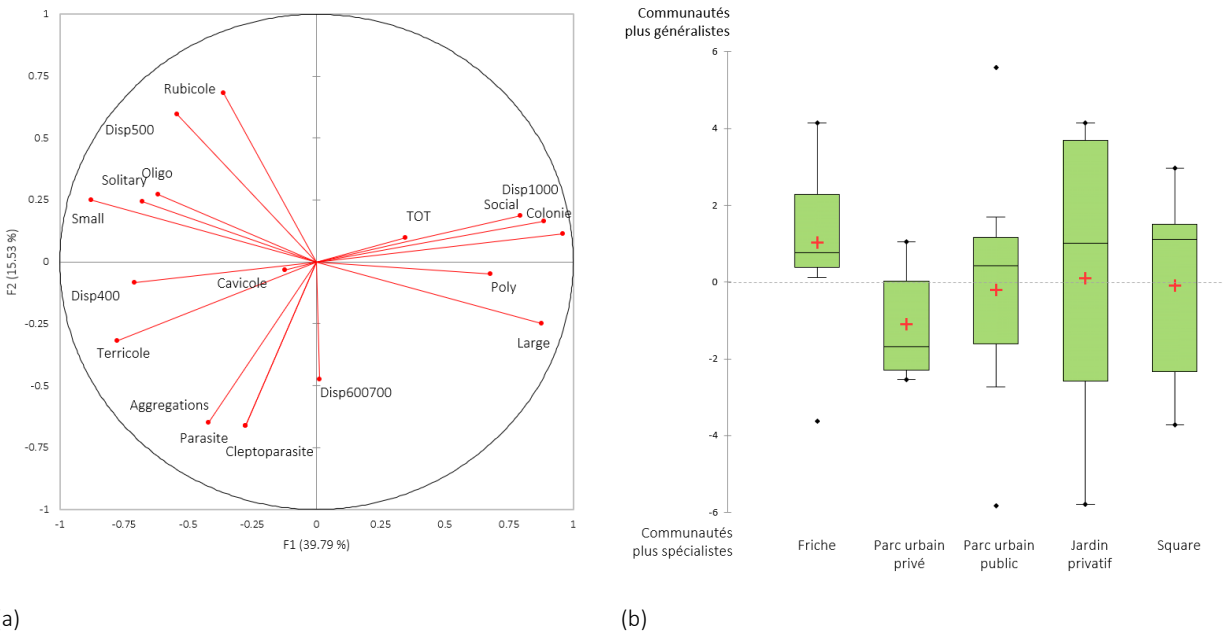 1
0.75
0.5
0.25
0
-0.25
-0.5
-0.75
-1
F2 (15.53 %)
Rubicole
Disp500
Oligo
Solitary
Small
Disp1000
Social
Colonie
TOT
Cavicole
Disp400
Poly
Large
Terricole
Disp600700
Aggregations
Parasite
Cleptoparasite
-1
-0.75
-0.5
-0.25
0
0.25
0.5
0.75
1
F1 (39.79 %)
a)
Communautés
plus généralistes
6
4
2
0
-2
-4
-6
Communautés
plus spécialistes
Friche
Parc urbain
privé
Parc urbain
public
Jardin
privatif
Square
(b)